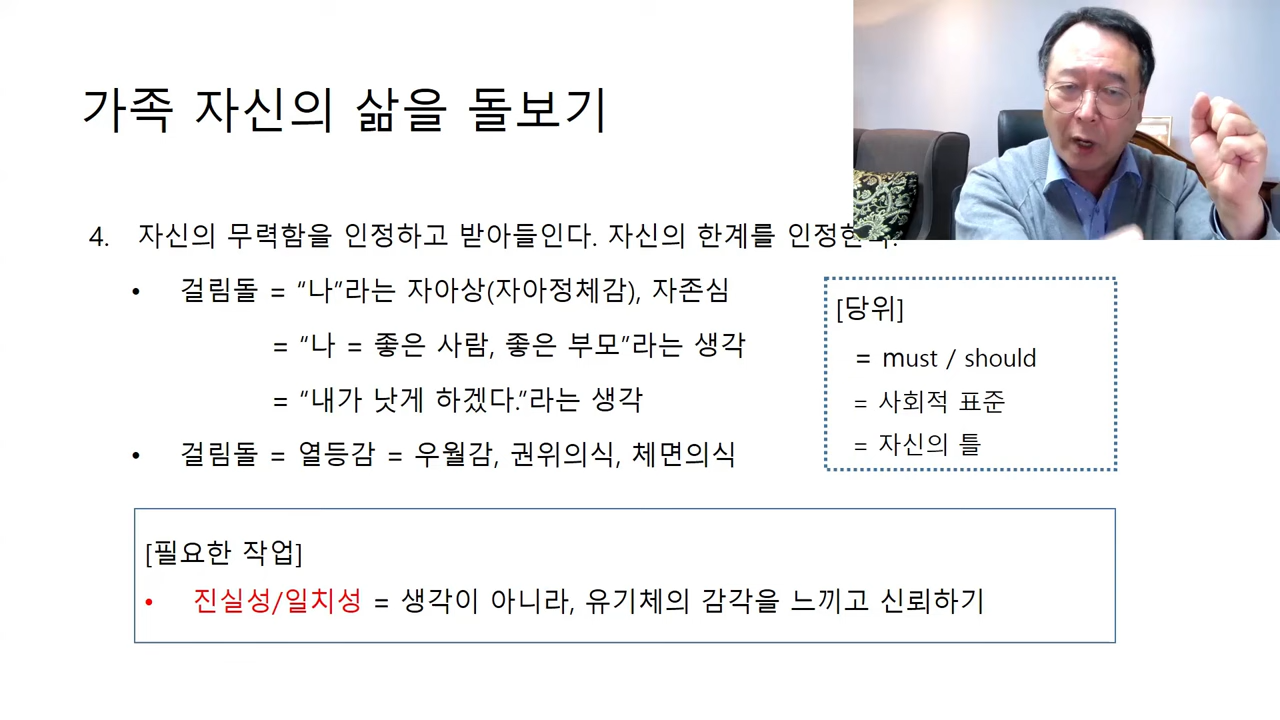 가족 자신의 삶을 돌보기
4. 자신의 무력함을 인정하고 받아들인다. 자신의 한계를
• 걸림돌 = “나”라는 자아상(자아정체감), 자존심
= “나 = 좋은 사람, 좋은 부모”라는 생각
= “내가 낫게 하겠다.”라는 생각
• 걸림돌 = 열등감 = 우월감, 권위의식, 체면의식
[당위]
= must / should
= 사회적 표준
= 자신의 틀
[필요한 작업]
• 진실성/일치성 = 생각이 아니라, 유기체의 감각을 느끼고 신뢰하기